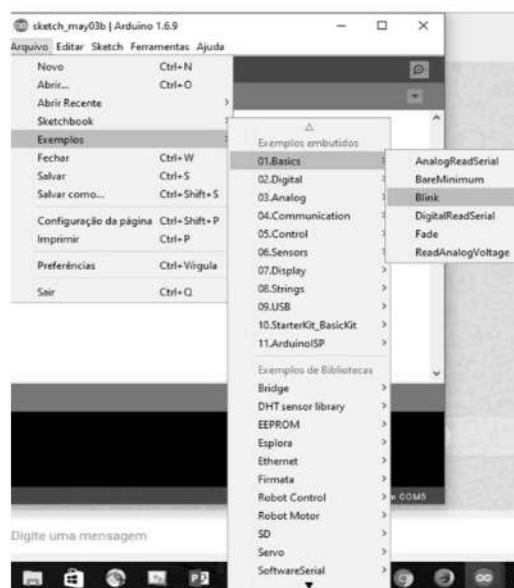 sketch_may03b | Arduino 1.6.9
Arquivo Editar Sketch Ferramentas Ajuda
Novo Ctrl+N
Abrir... Ctrl+O
Abrir Recente
Sketchbook
Exemplos
Fechar Ctrl+W
Salvar Ctrl+S
Salvar como... Ctrl+Shift+S
Configuração da página Ctrl+Shift+P
Imprimir Ctrl+P
Preferências Ctrl+Vírgula
Sair Ctrl+Q
Exemplos embutidos
01.Basics
02.Digital
03.Analog
04.Communication
05.Control
06.Sensors
07.Display
08.Strings
09.USB
10.StarterKit_BasicKit
11.ArduinoISP
Exemplos de Bibliotecas
Bridge
DHT sensor library
EEPROM
Esplora
Ethernet
Firmata
Robot Control
Robot Motor
SD
Servo
SoftwareSerial
AnalogReadSerial
BareMinimum
Blink
DigitalReadSerial
Fade
ReadAnalogVoltage
COM5
Digite uma mensagem